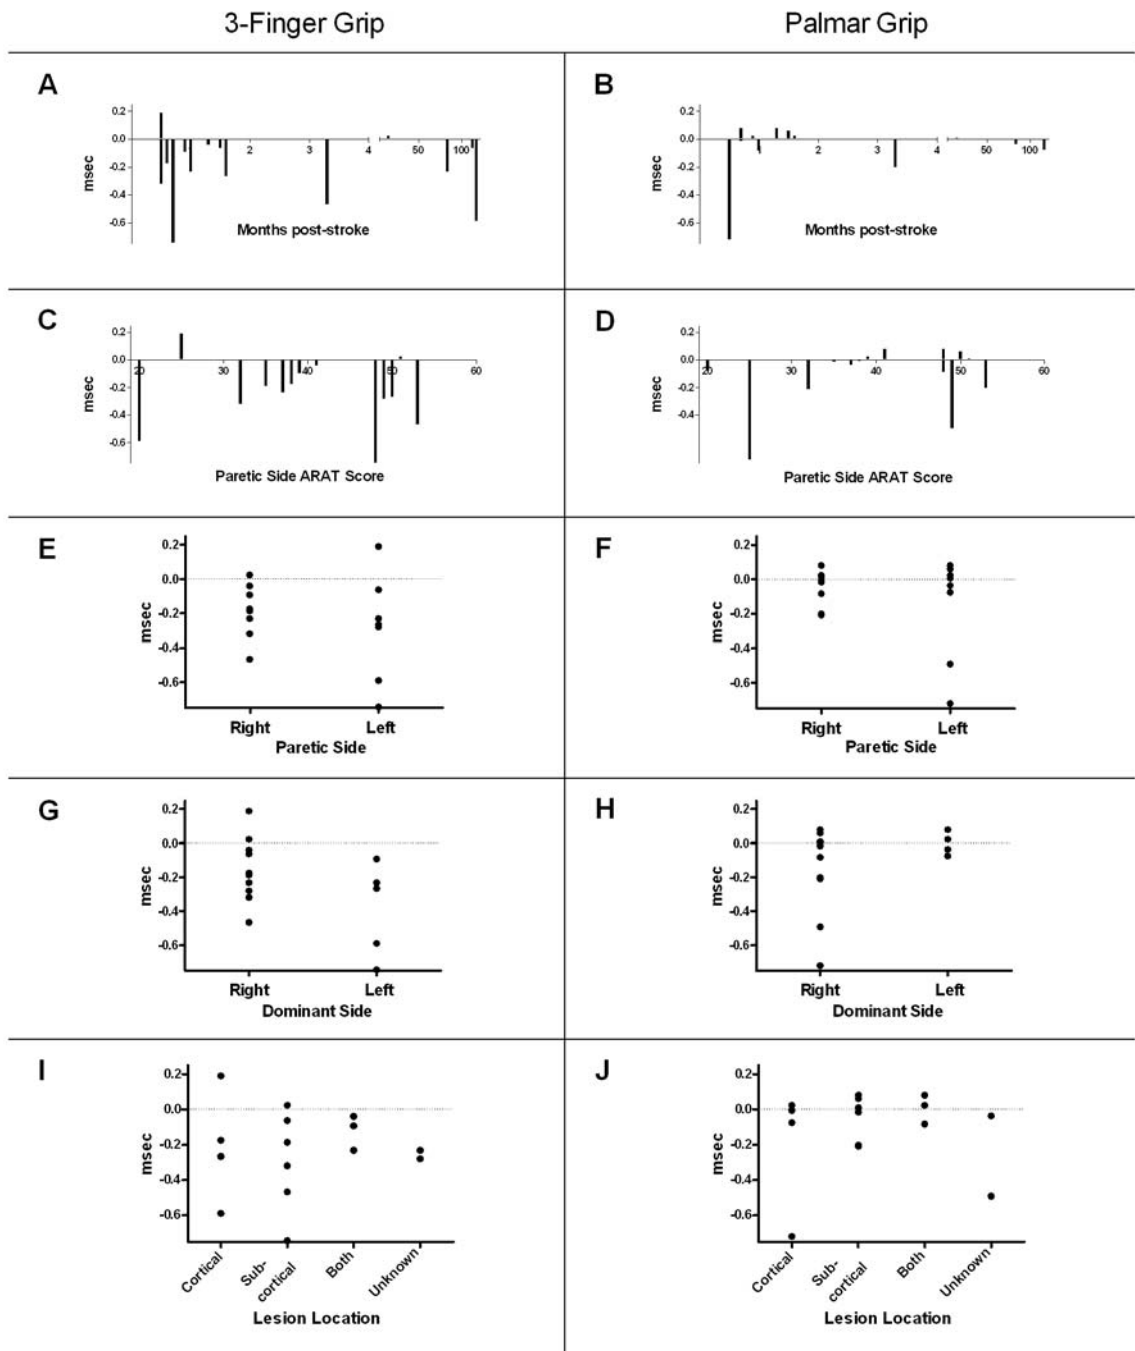 3-Finger Grip Palmar Grip
A B
0.2 0.2
0.0 0.0
1 2 3 4 50 100 1 2 3 4 50 100
-0.2 -0.2
-0.4 -0.4
-0.6 -0.6
msec msec
Months post-stroke Months post-stroke
C D
0.2 0.2
0.0 0.0
20 30 40 50 60 20 30 40 50 60
-0.2 -0.2
-0.4 -0.4
-0.6 -0.6
msec msec
Paretic Side ARAT Score Paretic Side ARAT Score
E F
0.2 0.2
0.0 0.0
-0.2 -0.2
-0.4 -0.4
-0.6 -0.6
msec msec
Right Left Right Left
Paretic Side Paretic Side
G H
0.2 0.2
0.0 0.0
-0.2 -0.2
-0.4 -0.4
-0.6 -0.6
msec msec
Right Left Right Left
Dominant Side Dominant Side
I J
0.2 0.2
0.0 0.0
-0.2 -0.2
-0.4 -0.4
-0.6 -0.6
msec msec
Cortical Sub- Both Unknown Cortical Sub- Both Unknown
cortical cortical
Lesion Location Lesion Location